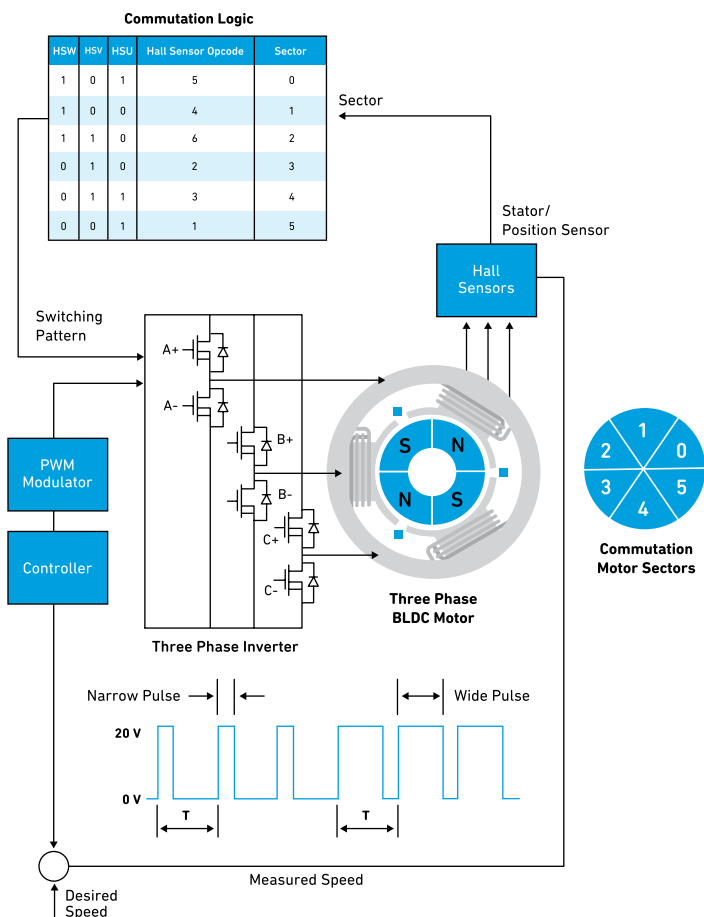 Commutation Logic
HSW HSV HSU Hall Sensor Opcode Sector
1 0 1 5 0
1 0 0 4 1
1 1 0 6 2
0 1 0 2 3
0 1 1 3 4
0 0 1 1 5
Sector
Stator/
Position Sensor
Hall
Sensors
Switching
Pattern
A+
A-
B+
B-
C+
C-
PWM
Modulator
Controller
S N
N S
1
2 0
3 5
4
Commutation
Motor Sectors
Three Phase
BLDC Motor
Three Phase Inverter
Narrow Pulse
Wide Pulse
20 V
0 V
T T
Measured Speed
Desired
Speed